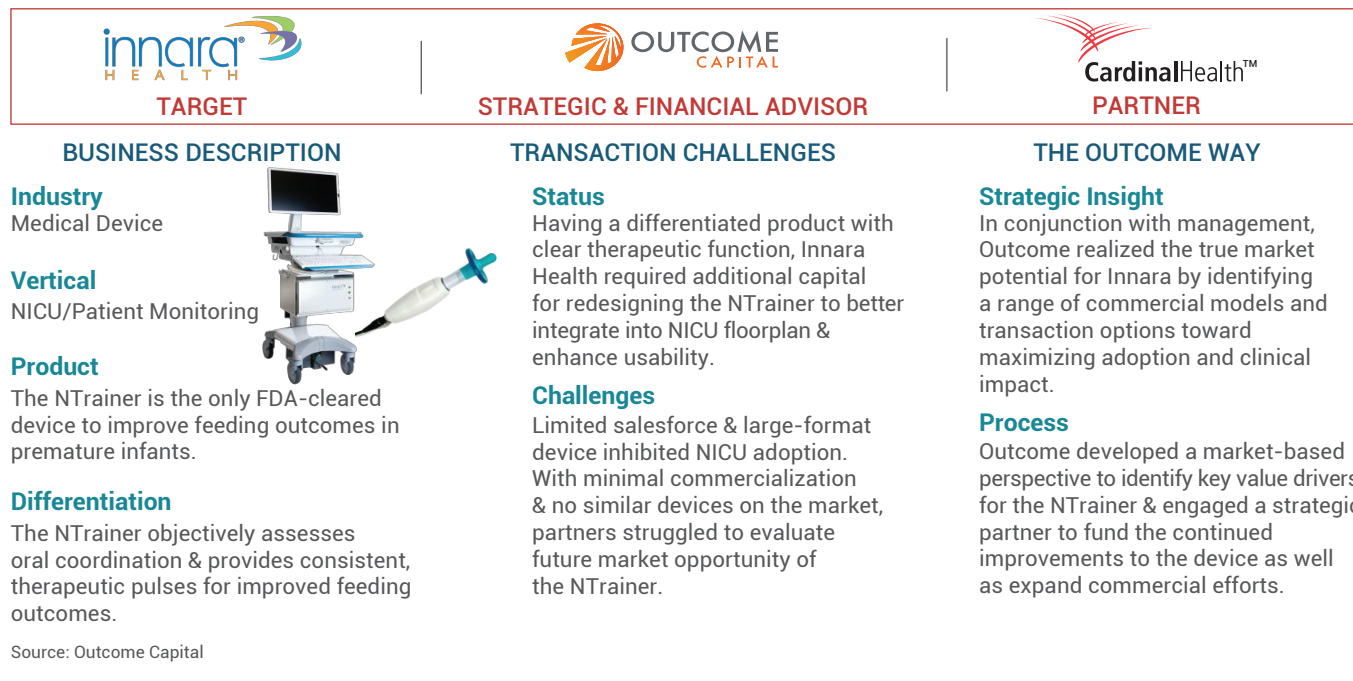 innara®
HEALTH
TARGET
OUTCOME
CAPITAL
STRATEGIC & FINANCIAL ADVISOR
CardinalHealth™
PARTNER
BUSINESS DESCRIPTION
Industry
Medical Device
Vertical
NICU/Patient Monitoring
Product
The NTrainer is the only FDA-cleared
device to improve feeding outcomes in
premature infants.
Differentiation
The NTrainer objectively assesses
oral coordination & provides consistent,
therapeutic pulses for improved feeding
outcomes.
TRANSACTION CHALLENGES
Status
Having a differentiated product with
clear therapeutic function, Innara
Health required additional capital
for redesigning the NTrainer to better
integrate into NICU floorplan &
enhance usability.
Challenges
Limited salesforce & large-format
device inhibited NICU adoption.
With minimal commercialization
& no similar devices on the market,
partners struggled to evaluate
future market opportunity of
the NTrainer.
THE OUTCOME WAY
Strategic Insight
In conjunction with management,
Outcome realized the true market
potential for Innara by identifying
a range of commercial models and
transaction options toward
maximizing adoption and clinical
impact.
Process
Outcome developed a market-based
perspective to identify key value drivers
for the NTrainer & engaged a strategic
partner to fund the continued
improvements to the device as well
as expand commercial efforts.
Source: Outcome Capital